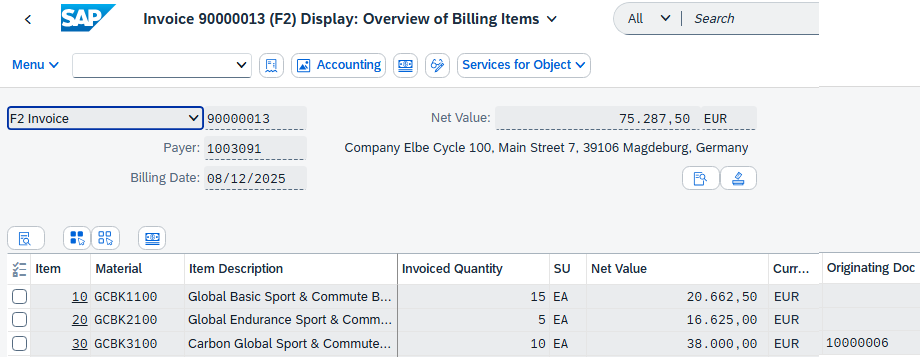 SAP Invoice 90000013 (F2) Display: Overview of Billing Items All Search
Menu Accounting Services for Object
F2 Invoice 90000013 Net Value: 75.287,50 EUR
Payer: 1003091 Company Elbe Cycle 100, Main Street 7, 39106 Magdeburg, Germany
Billing Date: 08/12/2025
Item Material Item Description Invoiced Quantity SU Net Value Curr... Originating Doc
10 GCBK1100 Global Basic Sport & Commute B... 15 EA 20.662,50 EUR
20 GCBK2100 Global Endurance Sport & Comm... 5 EA 16.625,00 EUR
30 GCBK3100 Carbon Global Sport & Commute... 10 EA 38.000,00 EUR 10000006